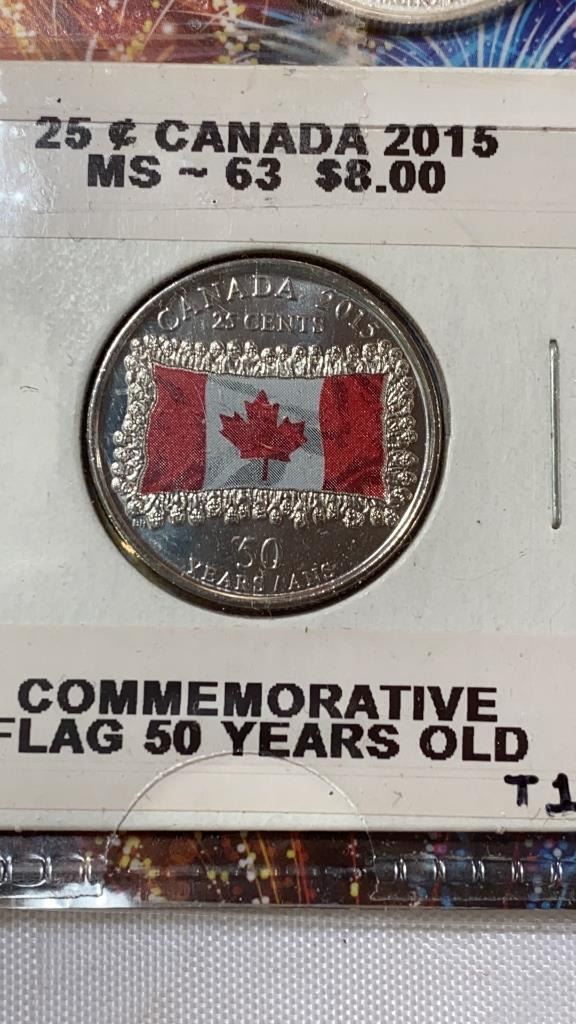 25 ¢ CANADA 2015
MS ~ 63 $8.00
CANADA 2015
25 CENTS
50
YEARS / ANS
COMMEMORATIVE
FLAG 50 YEARS OLD
T1